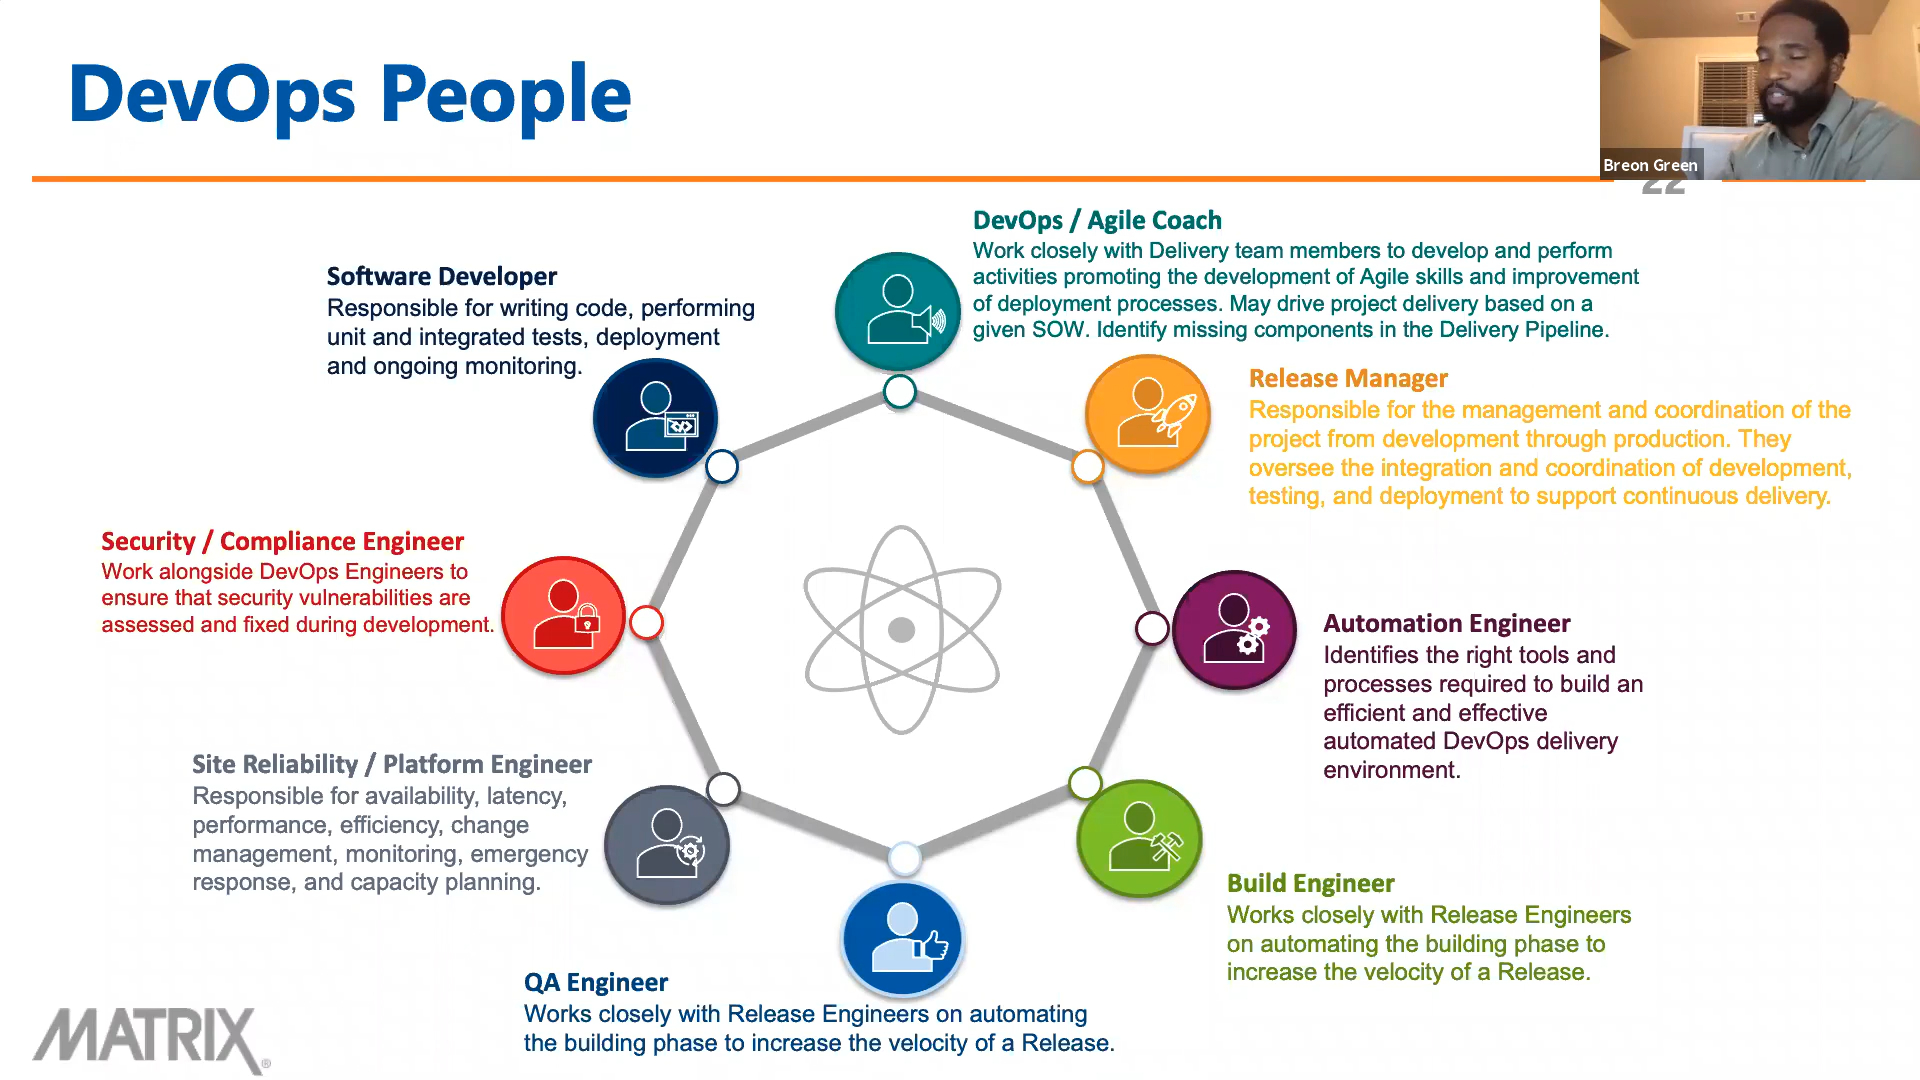 DevOps People
Breon Green
22
DevOps / Agile Coach
Work closely with Delivery team members to develop and perform
activities promoting the development of Agile skills and improvement
of deployment processes. May drive project delivery based on a
given SOW. Identify missing components in the Delivery Pipeline.
Software Developer
Responsible for writing code, performing
unit and integrated tests, deployment
and ongoing monitoring.
Release Manager
Responsible for the management and coordination of the
project from development through production. They
oversee the integration and coordination of development,
testing, and deployment to support continuous delivery.
Security / Compliance Engineer
Work alongside DevOps Engineers to
ensure that security vulnerabilities are
assessed and fixed during development.
Automation Engineer
Identifies the right tools and
processes required to build an
efficient and effective
automated DevOps delivery
environment.
Site Reliability / Platform Engineer
Responsible for availability, latency,
performance, efficiency, change
management, monitoring, emergency
response, and capacity planning.
Build Engineer
Works closely with Release Engineers
on automating the building phase to
increase the velocity of a Release.
QA Engineer
Works closely with Release Engineers on automating
the building phase to increase the velocity of a Release.
MATRIX®